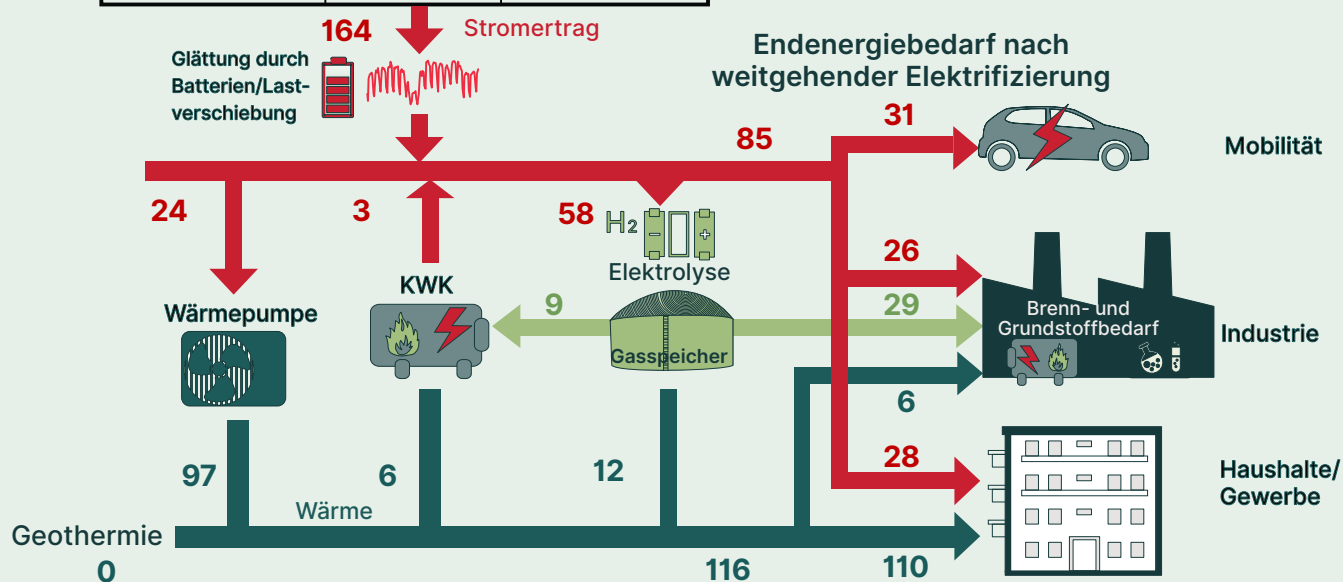 164
Stromertrag
Glättung durch
Batterien/Last-
verschiebung
Endenergiebedarf nach
weitgehender Elektrifizierung
31
Mobilität
85
24
3
58
H2
- +
Elektrolyse
26
KWK
Wärmepumpe
9
29
Brenn- und
Grundstoffbedarf
Industrie
Gasspeicher
6
97
6
12
28
Haushalte/
Gewerbe
Wärme
Geothermie
0
116
110